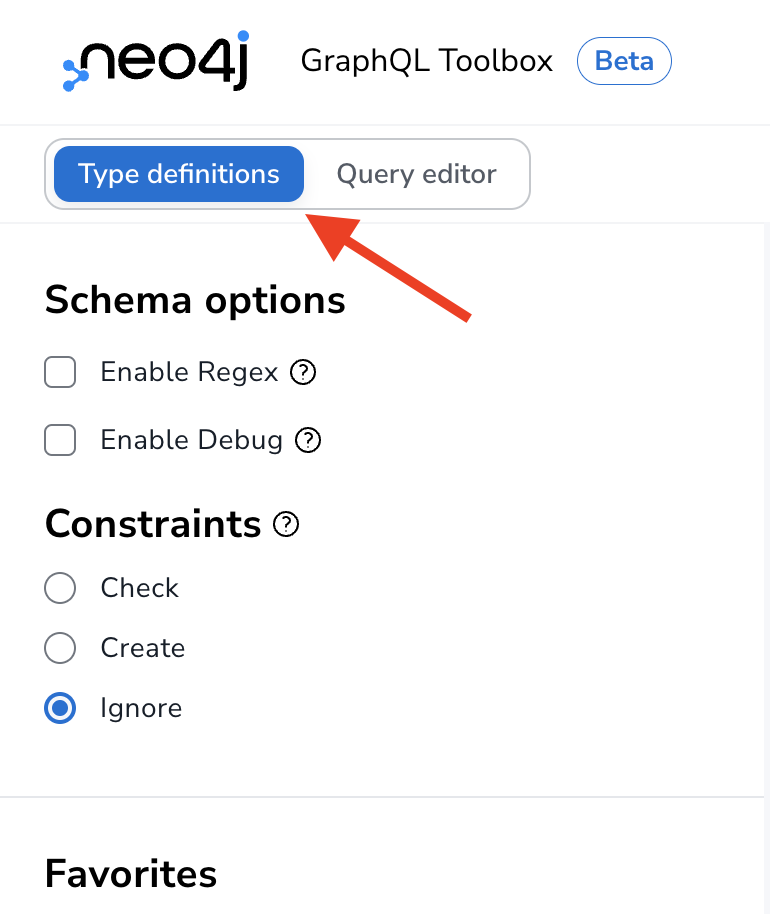 neo4j GraphQL Toolbox Beta
Type definitions Query editor
Schema options
Enable Regex ?
Enable Debug ?
Constraints ?
Check
Create
Ignore
Favorites